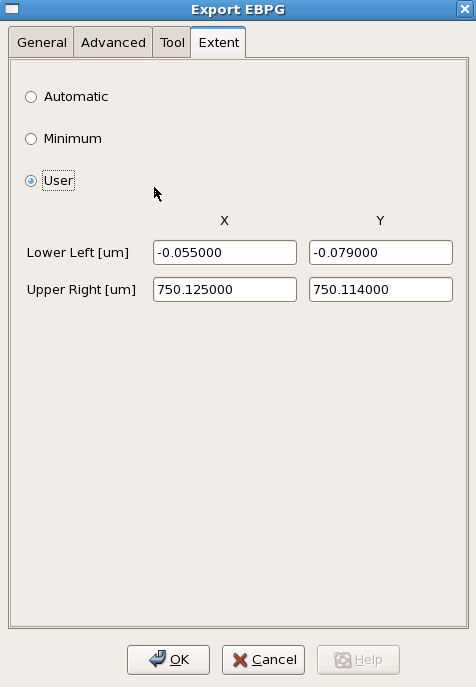 Export EBPG
General Advanced Tool Extent
Automatic
Minimum
User
X Y
Lower Left [um] -0.055000 -0.079000
Upper Right [um] 750.125000 750.114000
OK Cancel Help